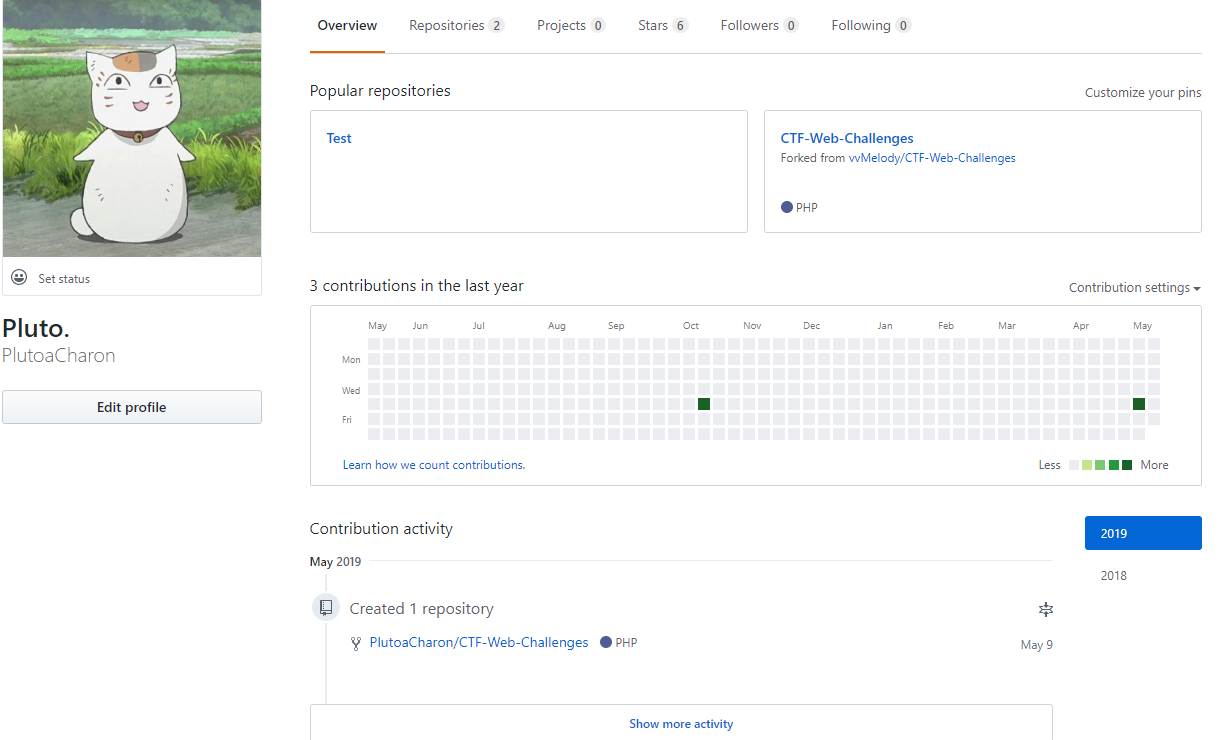 Overview Repositories 2 Projects 0 Stars 6 Followers 0 Following 0
Set status
Pluto.
PlutoaCharon
Edit profile
Popular repositories Customize your pins
Test
CTF-Web-Challenges
Forked from vvMelody/CTF-Web-Challenges
PHP
3 contributions in the last year Contribution settings
May Jun Jul Aug Sep Oct Nov Dec Jan Feb Mar Apr May
Mon
Wed
Fri
Learn how we count contributions. Less More
Contribution activity
2019
2018
May 2019
Created 1 repository
PlutoaCharon/CTF-Web-Challenges PHP May 9
Show more activity